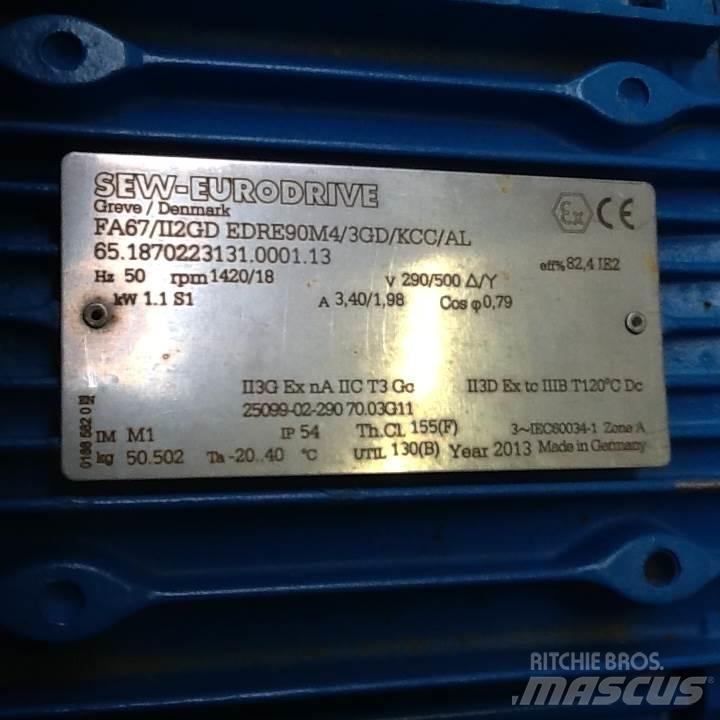 SEW-EURODRIVE
Greve / Denmark
FA67/II2GD EDRE90M4/3GD/KCC/AL
65.1870223131.0001.13
Hz 50 rpm 1420/18 V 290/500 Δ/Y eff% 82,4 IE2
kW 1.1 S1 A 3,40/1,98 Cos φ 0,79
Ex CE
II3G Ex nA IIC T3 Gc II3D Ex tc IIIB T120°C Dc
25099-02-290 70.03G11
IM M1 IP 54 Th.Cl. 155(F) 3~IEC60034-1 Zone A
kg 50.502 Ta -20..40 °C UTIL 130(B) Year 2013 Made in Germany
0186 582 0 EN
RITCHIE BROS.
MASCUS